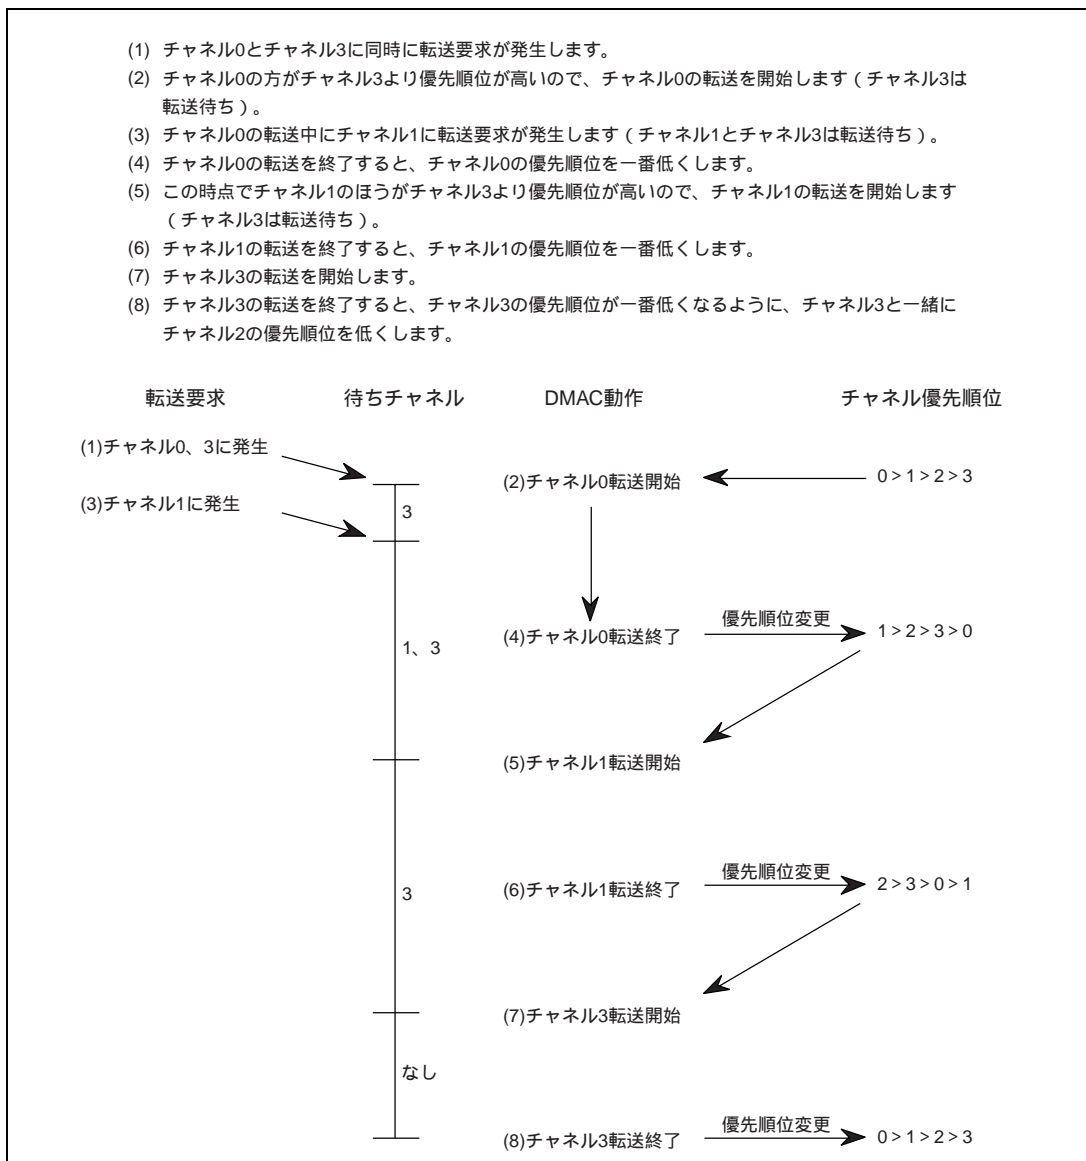 (1) チャネル0とチャネル3に同時に転送要求が発生します。
(2) チャネル0の方がチャネル3より優先順位が高いので、チャネル0の転送を開始します（チャネル3は
転送待ち）。
(3) チャネル0の転送中にチャネル1に転送要求が発生します（チャネル1とチャネル3は転送待ち）。
(4) チャネル0の転送を終了すると、チャネル0の優先順位を一番低くします。
(5) この時点でチャネル1のほうがチャネル3より優先順位が高いので、チャネル1の転送を開始します
（チャネル3は転送待ち）。
(6) チャネル1の転送を終了すると、チャネル1の優先順位を一番低くします。
(7) チャネル3の転送を開始します。
(8) チャネル3の転送を終了すると、チャネル3の優先順位が一番低くなるように、チャネル3と一緒に
チャネル2の優先順位を低くします。
転送要求 待ちチャネル DMAC動作 チャネル優先順位
(1)チャネル0、3に発生
(2)チャネル0転送開始 0>1>2>3
(3)チャネル1に発生
3
優先順位変更
(4)チャネル0転送終了 1>2>3>0
1、3
(5)チャネル1転送開始
優先順位変更
3 (6)チャネル1転送終了 2>3>0>1
(7)チャネル3転送開始
なし
優先順位変更
(8)チャネル3転送終了 0>1>2>3